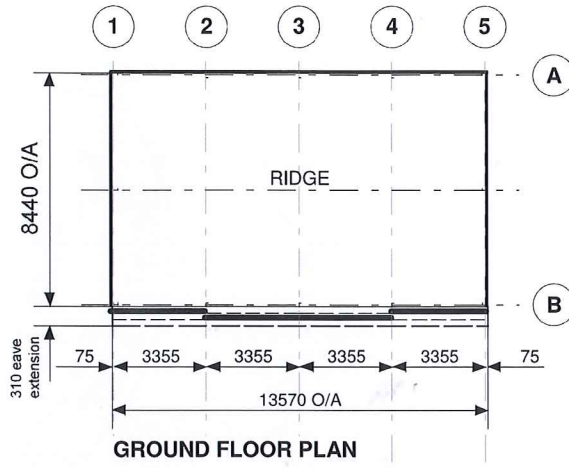 1 2 3 4 5
A
RIDGE
8440 O/A
B
310 eave
extension
75 3355 3355 3355 3355 75
13570 O/A
GROUND FLOOR PLAN